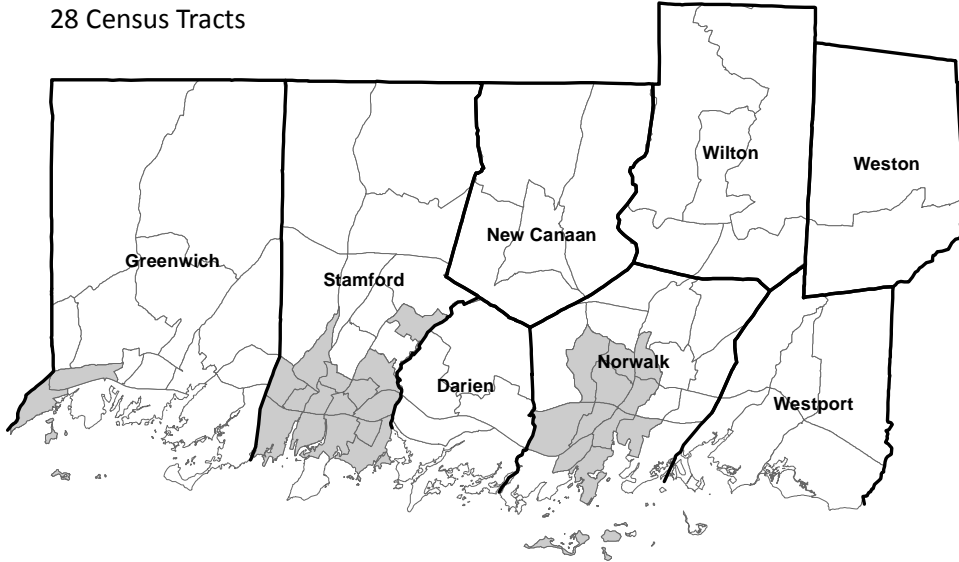 28 Census Tracts
Wilton
Weston
New Canaan
Greenwich
Stamford
Norwalk
Darien
Westport